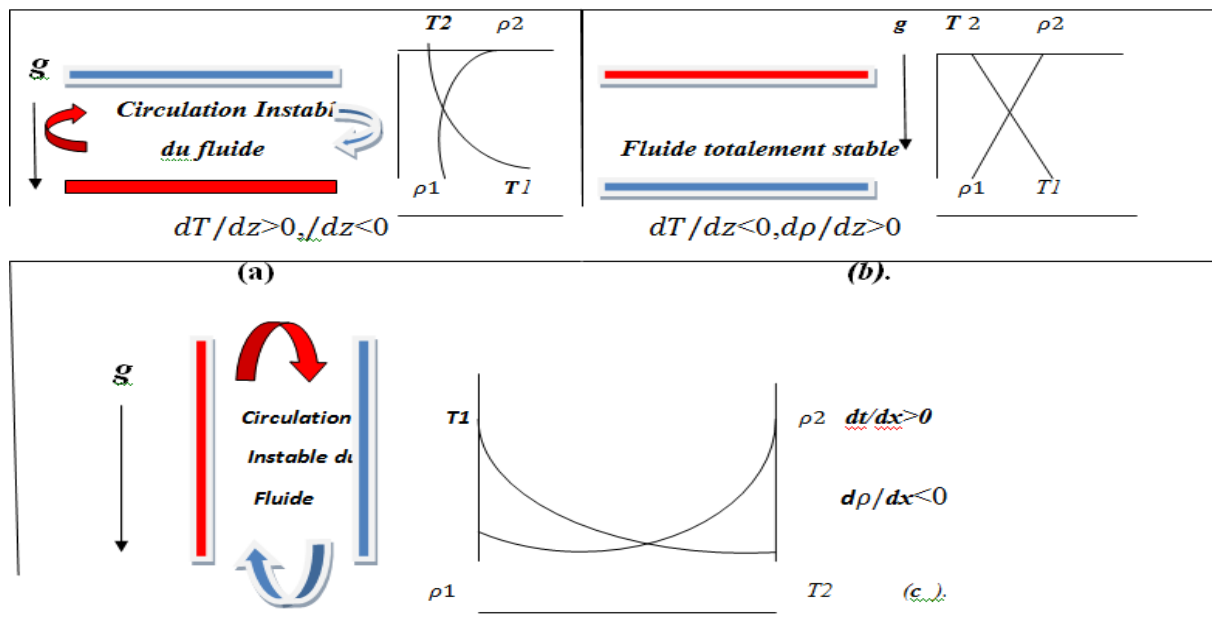 T2 ρ2
g
Circulation Instabl
du fluide
ρ1 T1
dT/dz>0,/dz<0
(a)
g T 2 ρ2
Fluide totalement stable
ρ1 T1
dT/dz<0,dρ/dz>0
(b).
g
Circulation
Instable du
Fluide
T1 ρ2 dt/dx>0
dρ/dx<0
ρ1 T2 (c ).